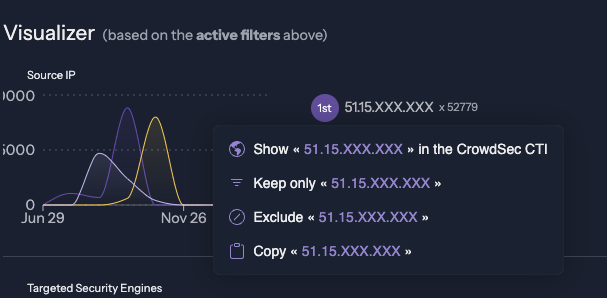 Visualizer (based on the active filters above)
Source IP
0000
5000
0
Jun 29
Nov 26
1st 51.15.XXX.XXX x 52779
Show « 51.15.XXX.XXX » in the CrowdSec CTI
Keep only « 51.15.XXX.XXX »
Exclude « 51.15.XXX.XXX »
Copy « 51.15.XXX.XXX »
Targeted Security Engines